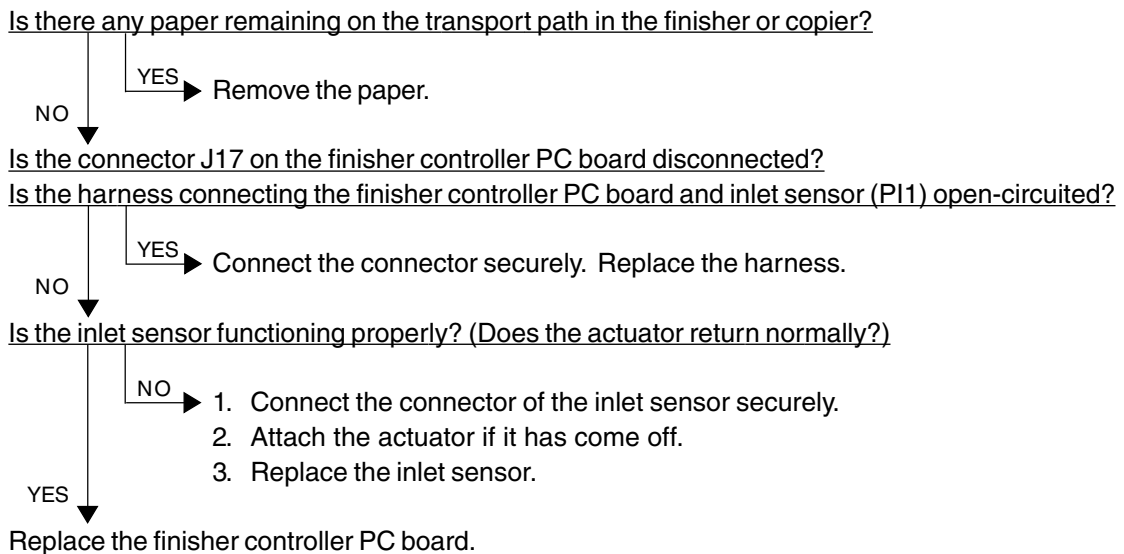 Is there any paper remaining on the transport path in the finisher or copier?
YES
Remove the paper.
NO
Is the connector J17 on the finisher controller PC board disconnected?
Is the harness connecting the finisher controller PC board and inlet sensor (PI1) open-circuited?
YES
Connect the connector securely. Replace the harness.
NO
Is the inlet sensor functioning properly? (Does the actuator return normally?)
NO
1. Connect the connector of the inlet sensor securely.
2. Attach the actuator if it has come off.
3. Replace the inlet sensor.
YES
Replace the finisher controller PC board.